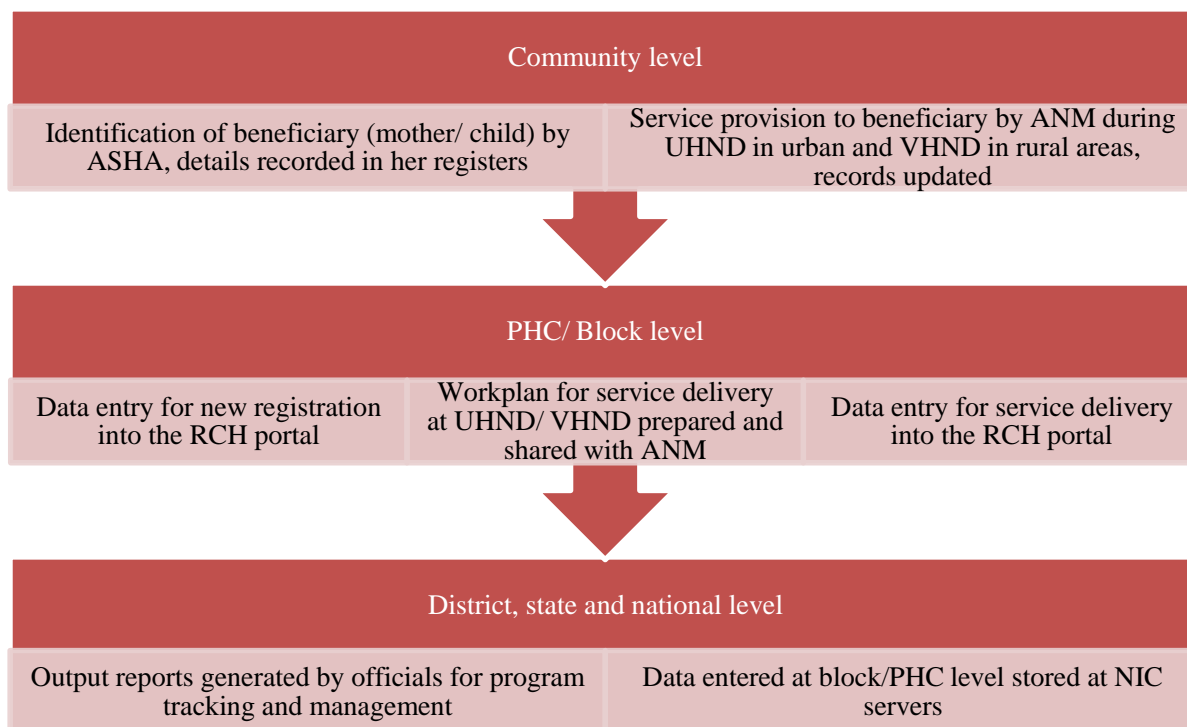 Community level
Identification of beneficiary (mother/ child) by
ASHA, details recorded in her registers
Service provision to beneficiary by ANM during
UHND in urban and VHND in rural areas,
records updated
PHC/ Block level
Data entry for new registration
into the RCH portal
Workplan for service delivery
at UHND/ VHND prepared and
shared with ANM
Data entry for service delivery
into the RCH portal
District, state and national level
Output reports generated by officials for program
tracking and management
Data entered at block/PHC level stored at NIC
servers